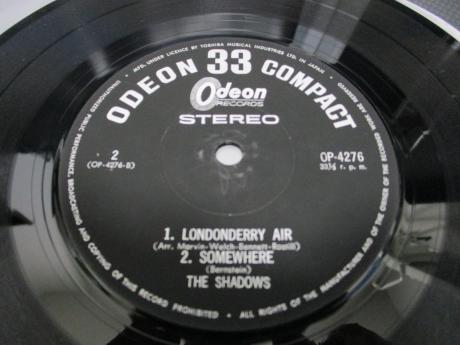 MFD. UNDER LICENCE BY TOSHIBA MUSICAL INDUSTRIES LTD. IN JAPAN
ODEON 33 COMPACT
Odeon
RECORDS
STEREO
2
(OP-4276-B)
OP-4276
33⅓ r. p. m.
1. LONDONDERRY AIR
(Arr. Marvin-Welch-Bennett-Rostill)
2. SOMEWHERE
(Bernstein)
THE SHADOWS
UNAUTHORIZED PUBLIC PERFORMANCE, BROADCASTING AND COPYING OF THIS RECORD PROHIBITED · ALL RIGHTS OF THE MANUFACTURER AND OF THE OWNER OF THE RECORDED WORK ARE RESERVED